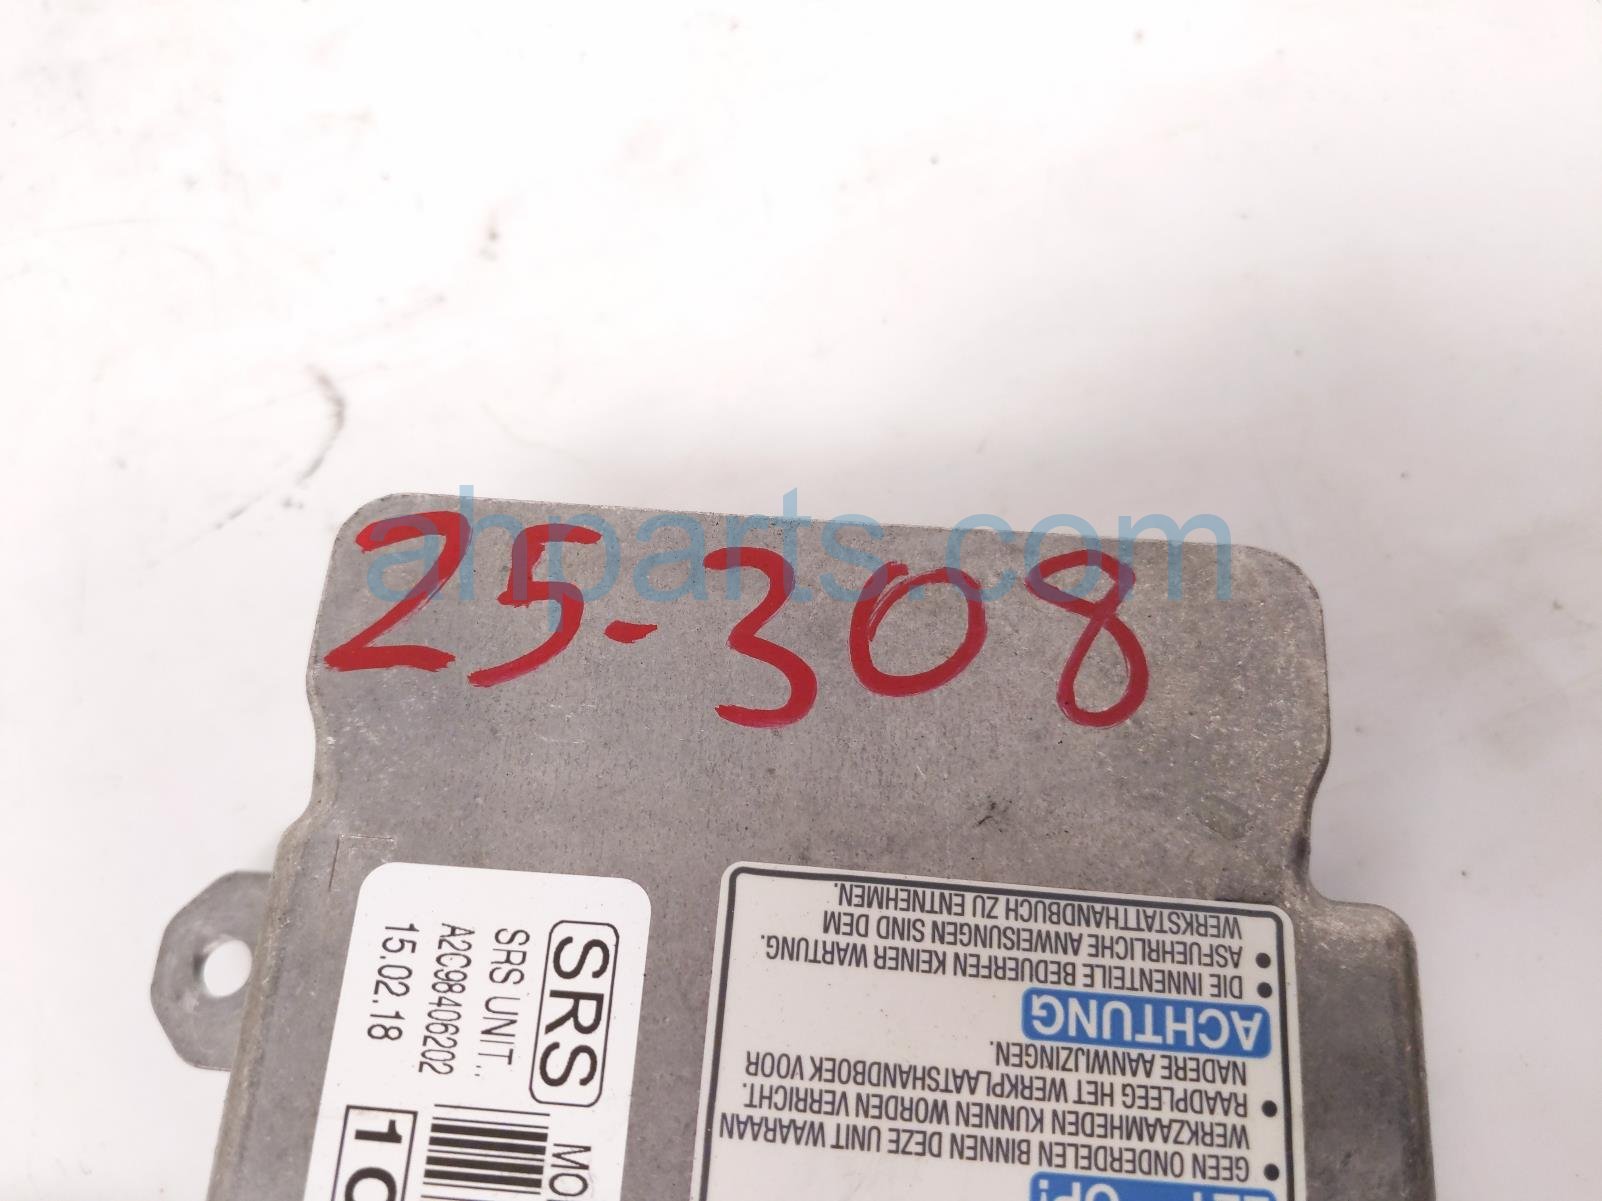 25-308
ahparts.com
SRS
SRS UNIT...
A2C98406202
15.02.18
GEEN ONDERDELEN BINNEN DEZE UNIT WAARAAN
WERKZAAMHEDEN KUNNEN WORDEN VERRICHT.
RAADPLEEG HET WERKPLAATSHANDBOEK VOOR
NADERE AANWIJZINGEN.
ACHTUNG
DIE INNENTEILE BEDUERFEN KEINER WARTUNG.
ASFUEHRLICHE ANWEISUNGEN SIND DEM
WERKSTATTHANDBUCH ZU ENTNEHMEN.